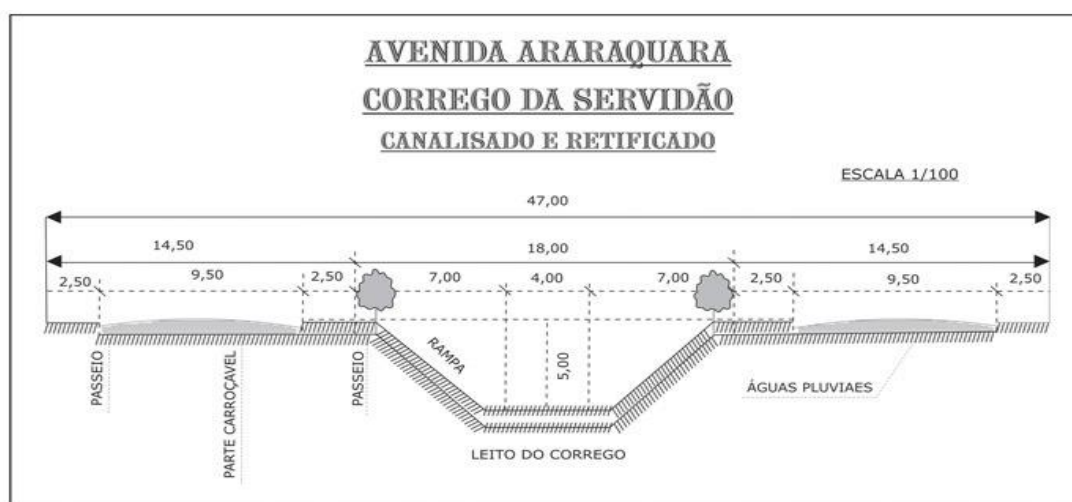 AVENIDA ARARAQUARA
CORREGO DA SERVIDÃO
CANALISADO E RETIFICADO
ESCALA 1/100
47,00
14,50 18,00 14,50
2,50 9,50 2,50 7,00 4,00 7,00 2,50 9,50 2,50
RAMPA
5,00
PASSEIO
PARTE CARROÇAVEL
PASSEIO
ÁGUAS PLUVIAES
LEITO DO CORREGO